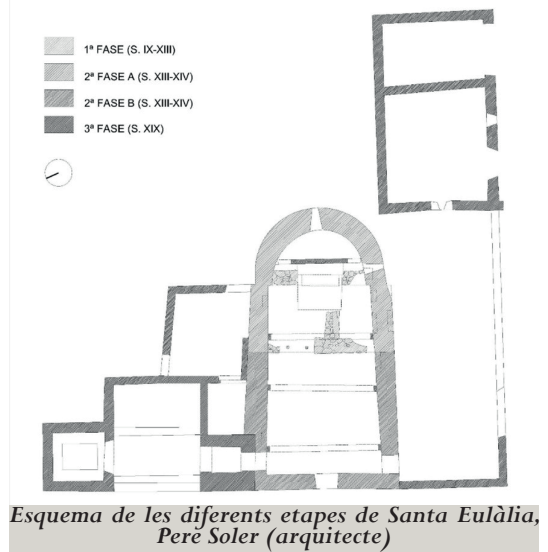 1ª FASE (S. IX-XIII)
2ª FASE A (S. XIII-XIV)
2ª FASE B (S. XIII-XIV)
3ª FASE (S. XIX)
Esquema de les diferents etapes de Santa Eulàlia,
Pere Soler (arquitecte)